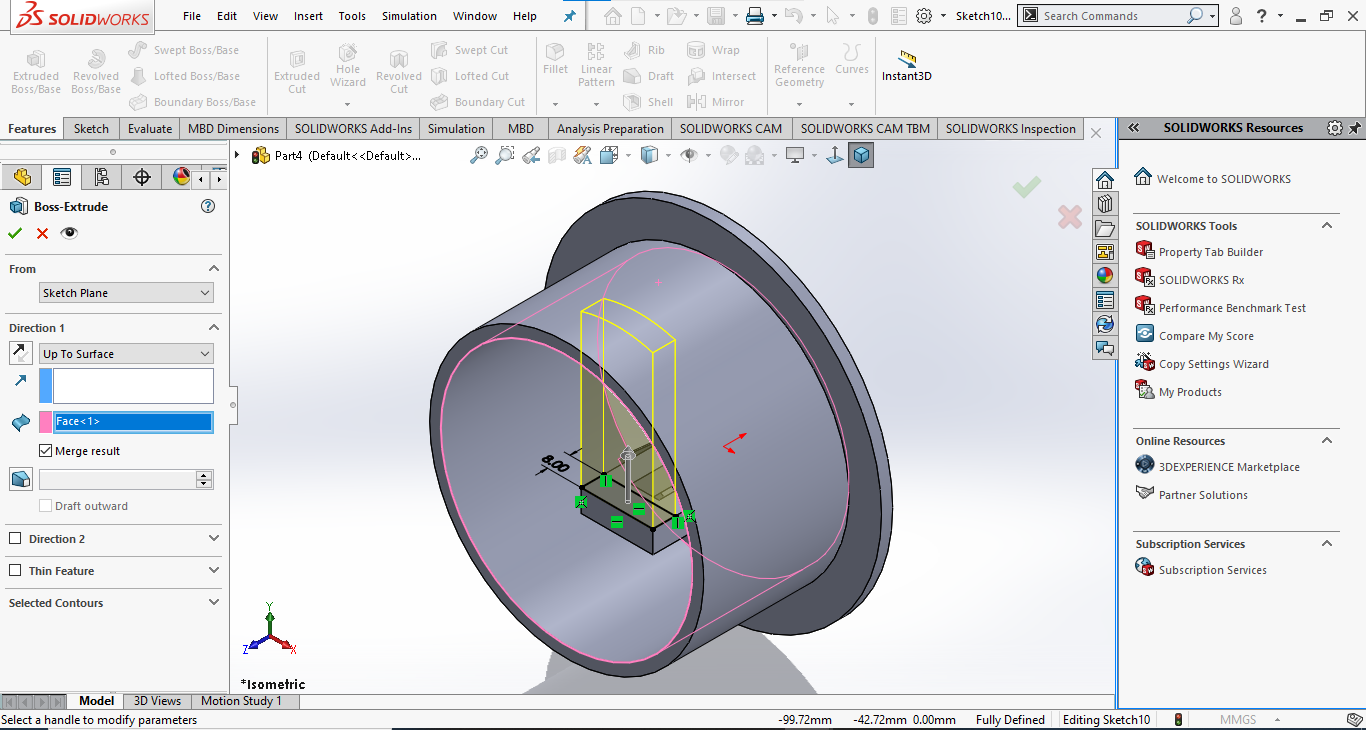 SOLIDWORKS File Edit View Insert Tools Simulation Window Help Sketch10... Search Commands ?
Extruded Boss/Base Revolved Boss/Base Swept Boss/Base Lofted Boss/Base Boundary Boss/Base Extruded Cut Hole Wizard Revolved Cut Swept Cut Lofted Cut Boundary Cut Fillet Linear Pattern Rib Draft Shell Wrap Intersect Mirror Reference Geometry Curves Instant3D
Features Sketch Evaluate MBD Dimensions SOLIDWORKS Add-Ins Simulation MBD Analysis Preparation SOLIDWORKS CAM SOLIDWORKS CAM TBM SOLIDWORKS Inspection
SOLIDWORKS Resources
Part4 (Default<<Default>...
Boss-Extrude
From
Sketch Plane
Direction 1
Up To Surface
Face<1>
Merge result
Draft outward
Direction 2
Thin Feature
Selected Contours
8.00
Y
Z X
*Isometric
Welcome to SOLIDWORKS
SOLIDWORKS Tools
Property Tab Builder
SOLIDWORKS Rx
Performance Benchmark Test
Compare My Score
Copy Settings Wizard
My Products
Online Resources
3DEXPERIENCE Marketplace
Partner Solutions
Subscription Services
Subscription Services
Model 3D Views Motion Study 1
Select a handle to modify parameters -99.72mm -42.72mm 0.00mm Fully Defined Editing Sketch10 MMGS